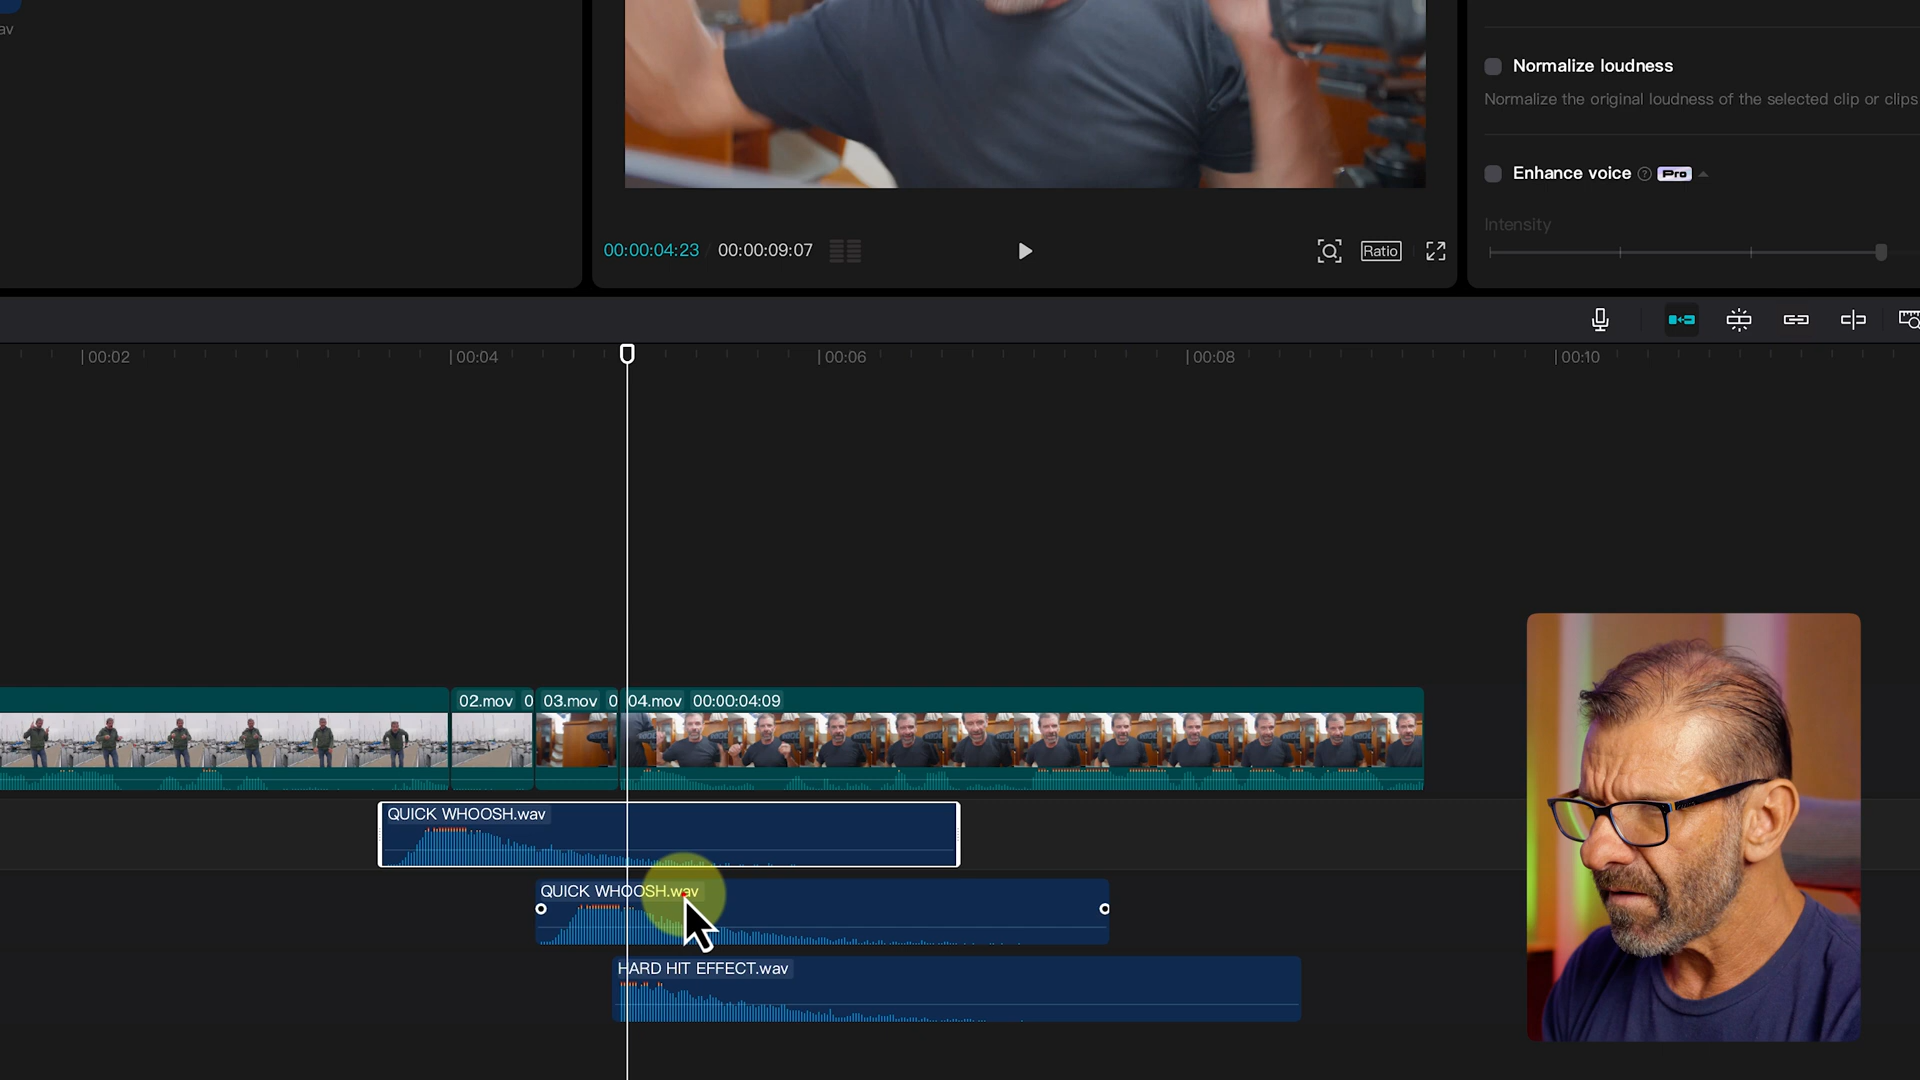 av
Normalize loudness
Normalize the original loudness of the selected clip or clips
Enhance voice ? Pro
Intensity
00:00:04:23 / 00:00:09:07
Ratio
00:02 00:04 00:06 00:08 00:10
02.mov 0 03.mov 0 04.mov 00:00:04:09
QUICK WHOOSH.wav
QUICK WHOOSH.wav
HARD HIT EFFECT.wav